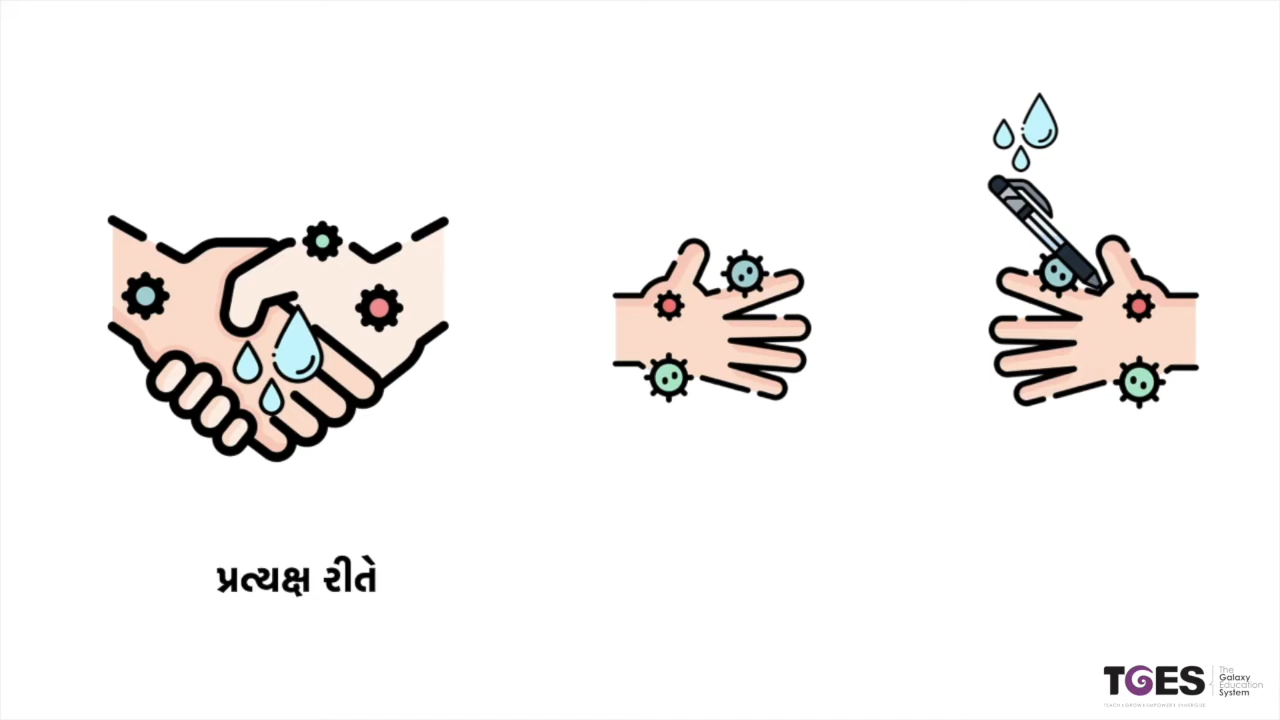 પ્રત્યક્ષ રીતે
TGES
The
Galaxy
Education
System